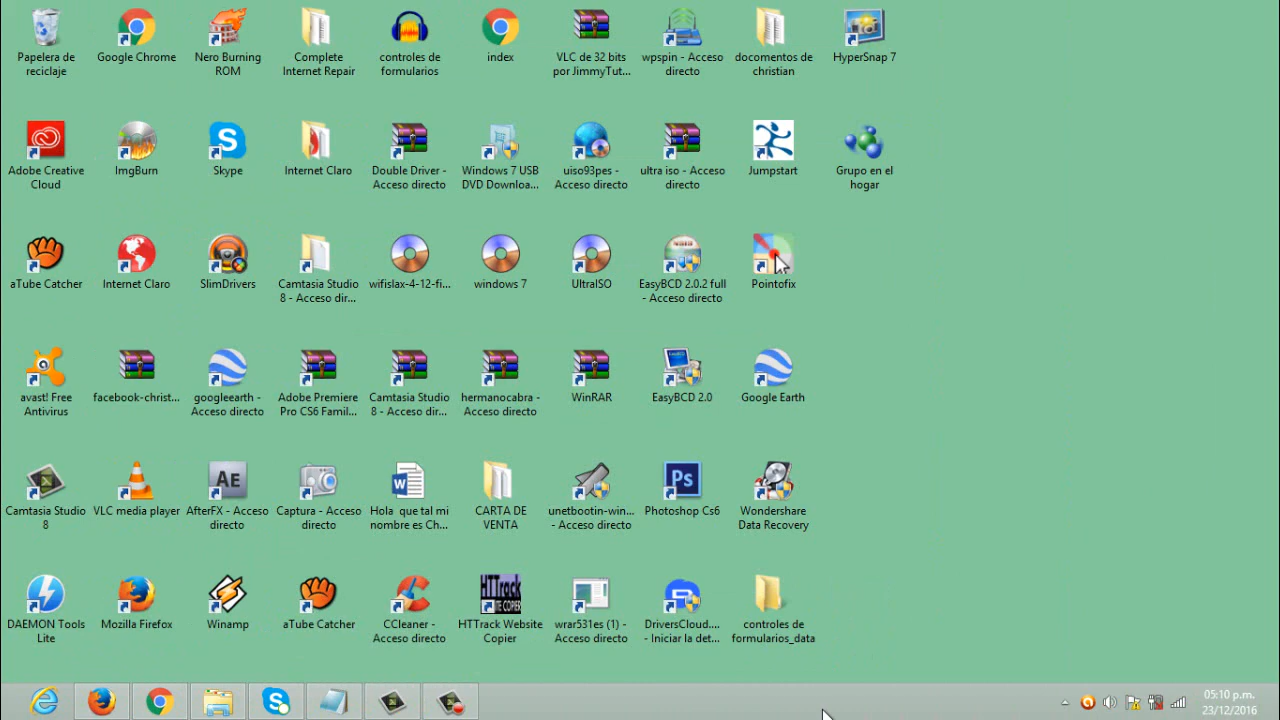 Papelera de
reciclaje
Google Chrome
Nero Burning
ROM
Complete
Internet Repair
controles de
formularios
index
VLC de 32 bits
por JimmyTut...
wpspin - Acceso
directo
documentos de
christian
HyperSnap 7
Adobe Creative
Cloud
ImgBurn
Skype
Internet Claro
Double Driver -
Acceso directo
Windows 7 USB
DVD Downloa...
uiso93pes -
Acceso directo
ultra iso - Acceso
directo
Jumpstart
Grupo en el
hogar
aTube Catcher
Internet Claro
SlimDrivers
Camtasia Studio
8 - Acceso dir...
wifislax-4-12-fi...
windows 7
UltraISO
EasyBCD 2.0.2 full
- Acceso directo
Pointofix
avast! Free
Antivirus
facebook-christ...
googleearth -
Acceso directo
Adobe Premiere
Pro CS6 Famil...
Camtasia Studio
8 - Acceso dir...
hermanocabra -
Acceso directo
WinRAR
EasyBCD 2.0
Google Earth
Camtasia Studio
8
VLC media player
AE
AfterFX - Acceso
directo
Captura - Acceso
directo
Hola que tal mi
nombre es Ch...
CARTA DE
VENTA
unetbootin-win...
- Acceso directo
Ps
Photoshop Cs6
Wondershare
Data Recovery
DAEMON Tools
Lite
Mozilla Firefox
Winamp
aTube Catcher
CCleaner -
Acceso directo
HTTrack
HTTrack Website
Copier
wrar531es (1) -
Acceso directo
DriversCloud....
- Iniciar la det...
controles de
formularios_data
05:10 p.m.
23/12/2016